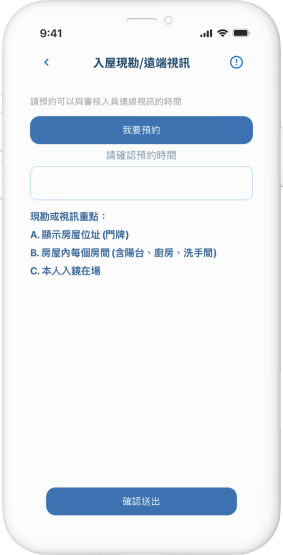 9:41
入屋現勘/遠端視訊
請預約可以與審核人員連線視訊的時間
我要預約
請確認預約時間
現勘或視訊重點：
A. 顯示房屋位址 (門牌)
B. 房屋內每個房間 (含陽台、廚房、洗手間)
C. 本人入鏡在場
確認送出